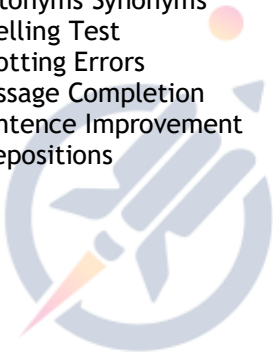 tonyms Synonyms
elling Test
otting Errors
ssage Completion
ntence Improvement
epositions